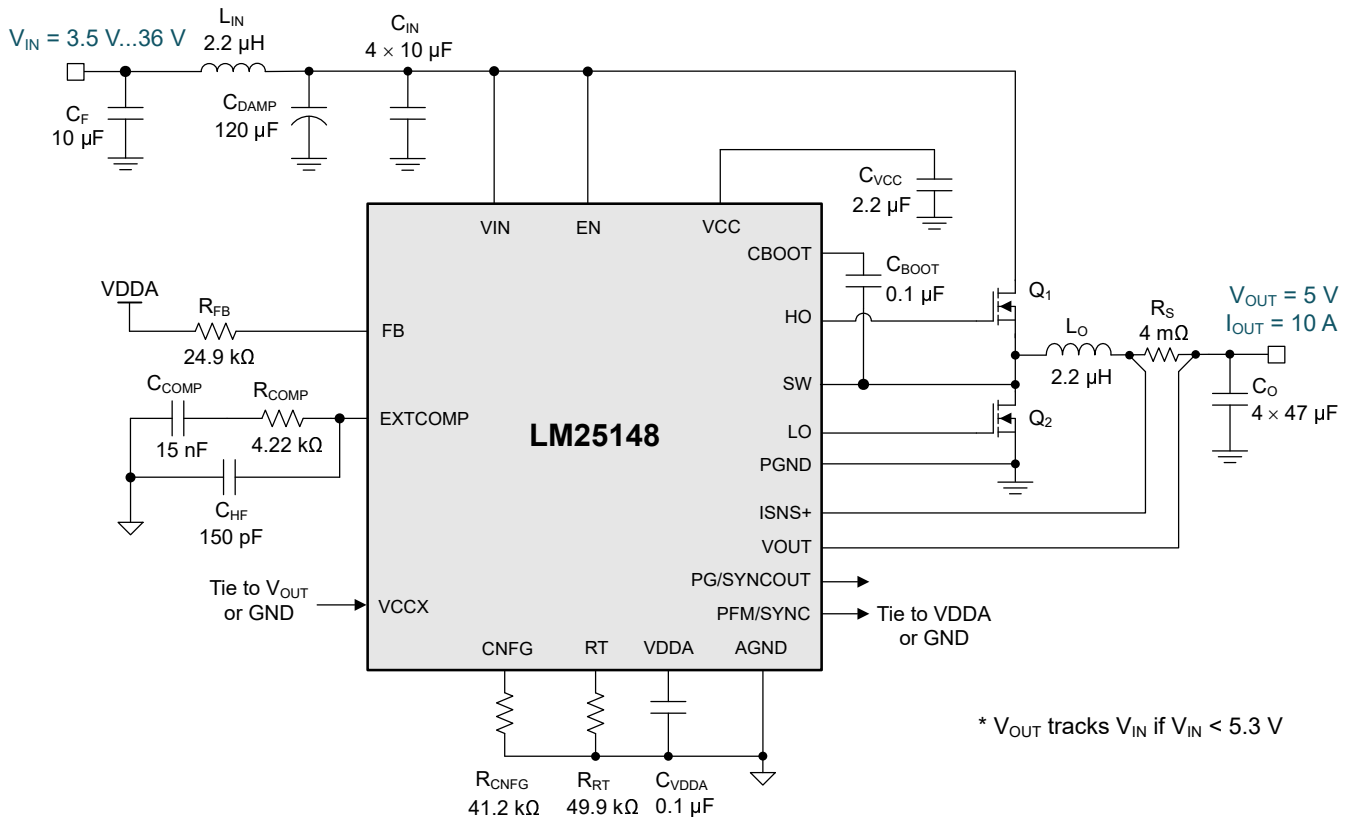 V_IN = 3.5 V...36 V
L_IN
2.2 µH
C_IN
4 × 10 µF
C_F
10 µF
C_DAMP
120 µF
C_VCC
2.2 µF
VIN
EN
VCC
CBOOT
C_BOOT
0.1 µF
VDDA
R_FB
24.9 kΩ
FB
HO
Q_1
V_OUT = 5 V
I_OUT = 10 A
L_O
2.2 µH
R_S
4 mΩ
SW
C_O
4 × 47 µF
C_COMP
15 nF
R_COMP
4.22 kΩ
EXTCOMP
LM25148
LO
Q_2
PGND
C_HF
150 pF
ISNS+
VOUT
PG/SYNCOUT
Tie to V_OUT
or GND
VCCX
PFM/SYNC
Tie to VDDA
or GND
CNFG
RT
VDDA
AGND
* V_OUT tracks V_IN if V_IN < 5.3 V
R_CNFG
41.2 kΩ
R_RT
49.9 kΩ
C_VDDA
0.1 µF